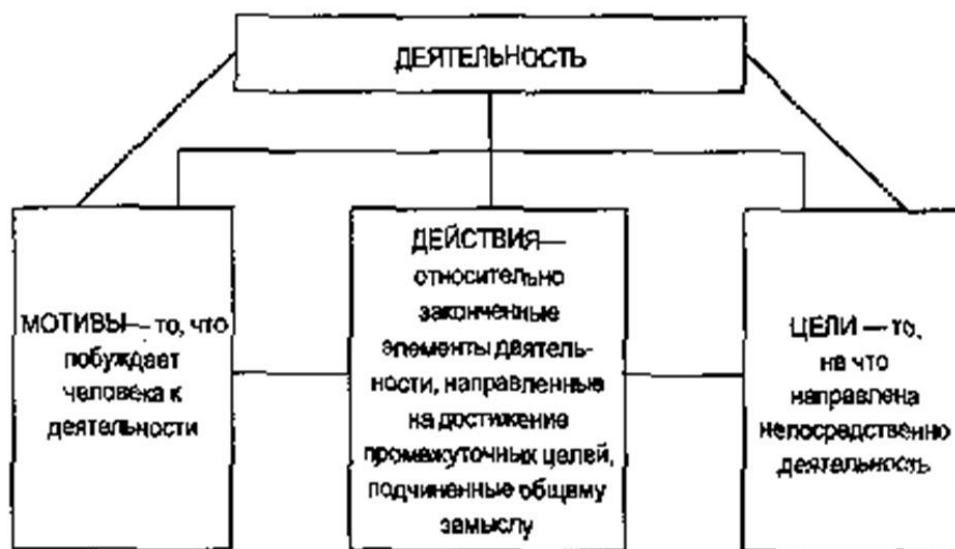 ДЕЯТЕЛЬНОСТЬ
МОТИВЫ — то, что
побуждает
человека к
деятельности
ДЕЙСТВИЯ —
относительно
законченные
элементы деятель-
ности, направленные
на достижение
промежуточных целей,
подчиненные общему
замыслу
ЦЕЛИ — то,
на что
направлена
непосредственно
деятельность